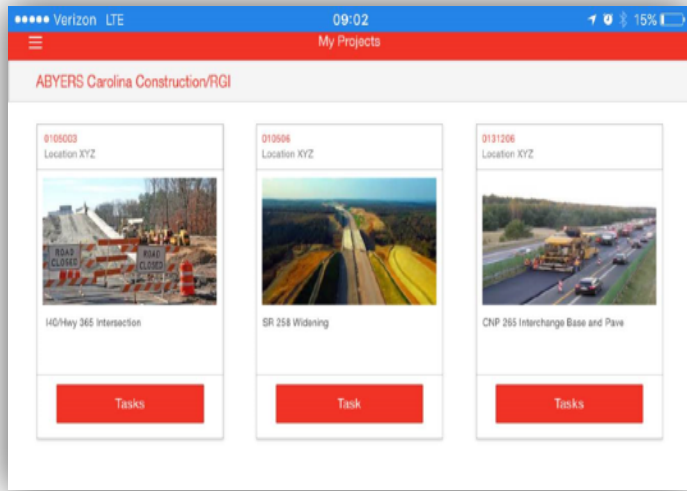 Verizon LTE 09:02 15%
My Projects
ABYERS Carolina Construction/RGI
0105003
Location XYZ
ROAD CLOSED
ROAD CLOSED
I40/Hwy 365 Intersection
Tasks
010506
Location XYZ
SR 258 Widening
Task
0131206
Location XYZ
CNP 265 Interchange Base and Pave
Tasks